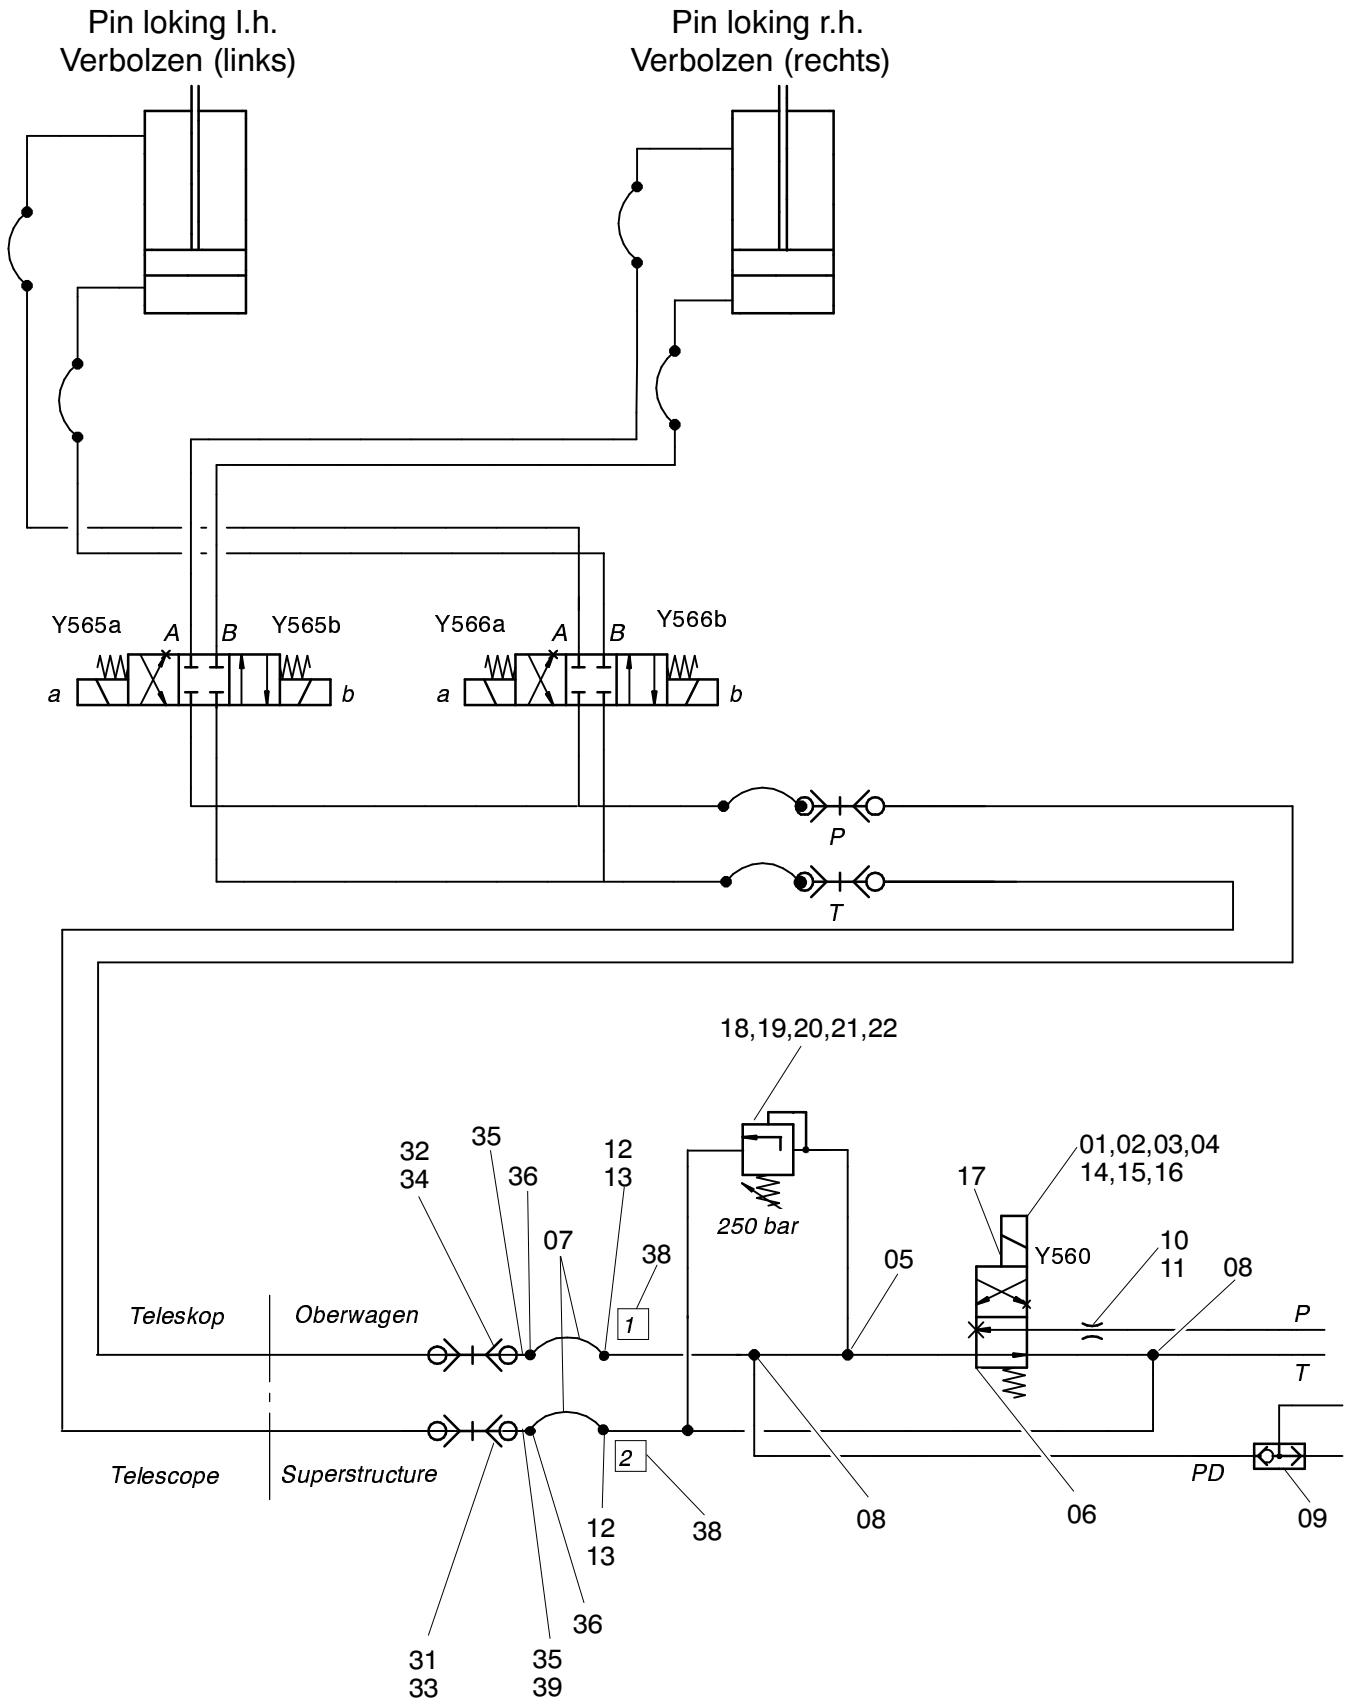 Pin loking l.h.
Verbolzen (links)
Pin loking r.h.
Verbolzen (rechts)
Y565a
A
B
Y565b
Y566a
A
B
Y566b
a
b
a
b
P
T
18,19,20,21,22
250 bar
32
34
35
36
12
13
07
38
1
05
17
01,02,03,04
14,15,16
Y560
10
11
08
P
T
Teleskop
Oberwagen
Telescope
Superstructure
2
PD
38
08
06
09
12
13
36
31
33
35
39